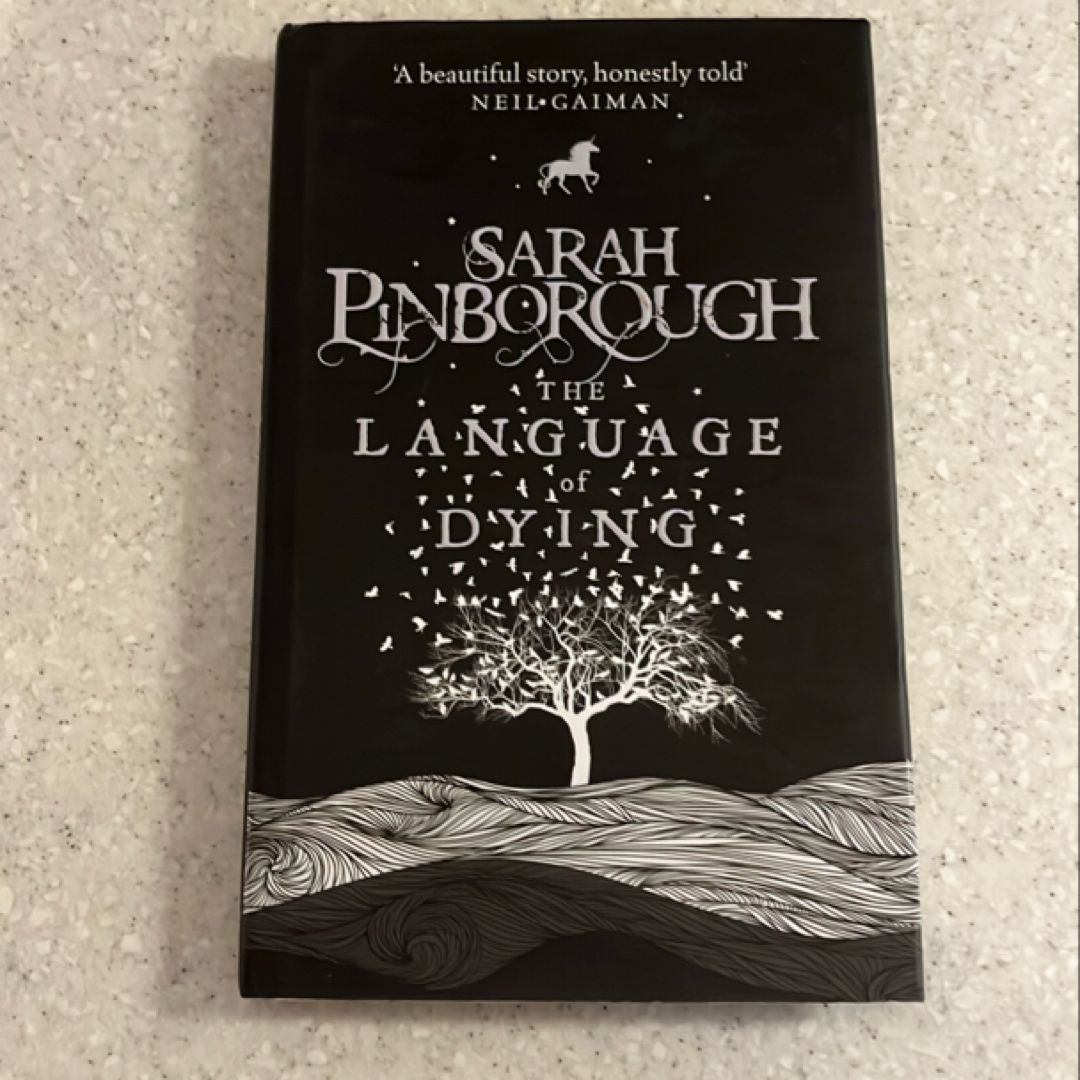 ‘A beautiful story, honestly told’
NEIL GAIMAN
SARAH
PINBOROUGH
THE
LANGUAGE
of
DYING